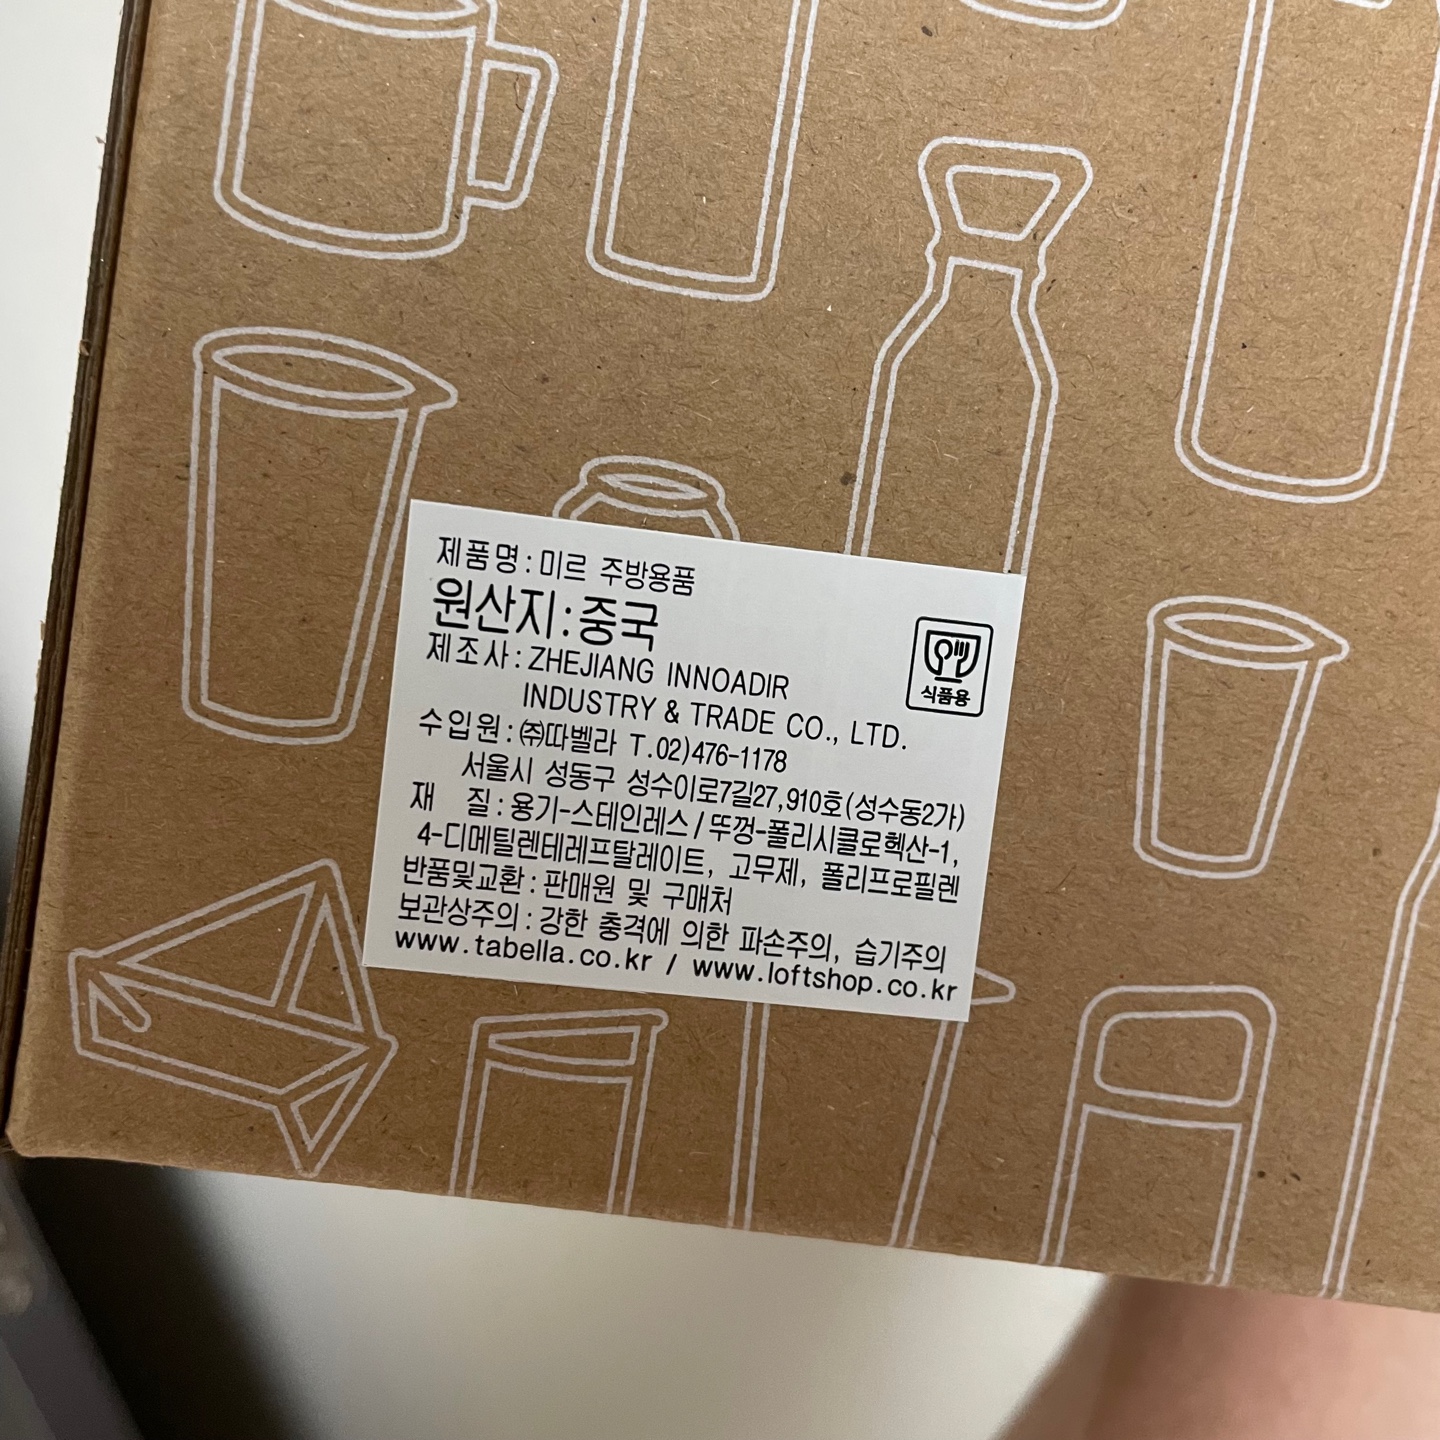 제품명:미르 주방용품
원산지:중국
제조사:ZHEJIANG INNOADIR
INDUSTRY & TRADE CO., LTD.
수입원:㈜따벨라 T.02)476-1178
서울시 성동구 성수이로7길27,910호(성수동2가)
재 질:용기-스테인레스/뚜껑-폴리시클로헥산-1,
4-디메틸렌테레프탈레이트, 고무제, 폴리프로필렌
반품및교환:판매원 및 구매처
보관상주의:강한 충격에 의한 파손주의, 습기주의
www.tabella.co.kr / www.loftshop.co.kr
식품용